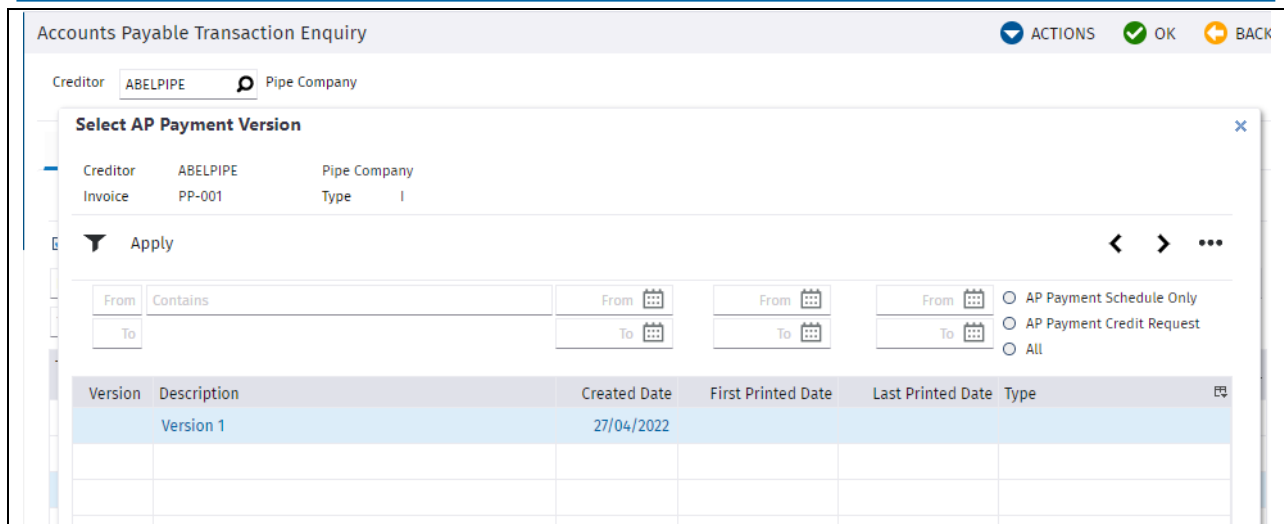 Accounts Payable Transaction Enquiry ACTIONS OK BACK
Creditor ABELPIPE Pipe Company
Select AP Payment Version
Creditor ABELPIPE Pipe Company
Invoice PP-001 Type I
Apply
From Contains From From From AP Payment Schedule Only
AP Payment Credit Request
To To To To
All
Version Description Created Date First Printed Date Last Printed Date Type
Version 1 27/04/2022